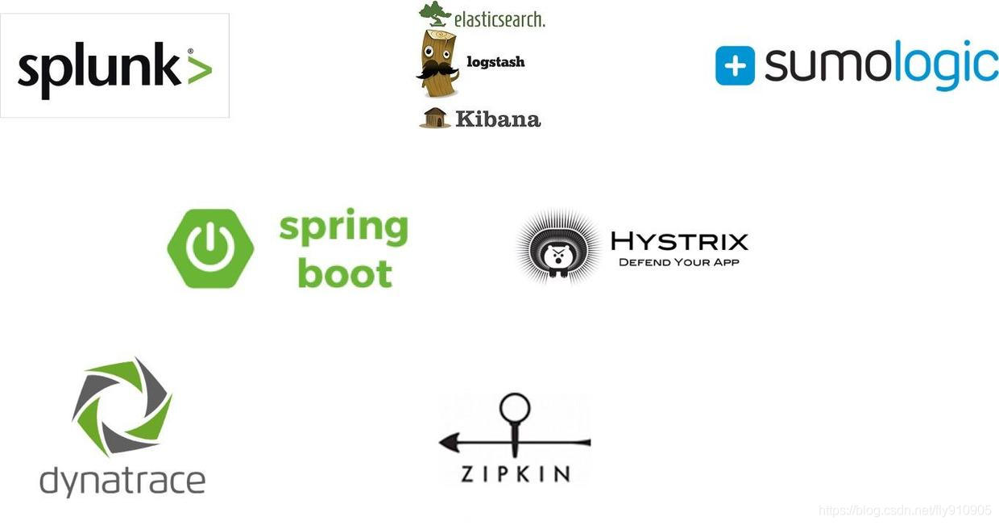 splunk>®
elasticsearch.
logstash
Kibana
sumologic
spring
boot
HYSTRIX
DEFEND YOUR APP
dynatrace
ZIPKIN
https://blog.csdn.net/fly910905